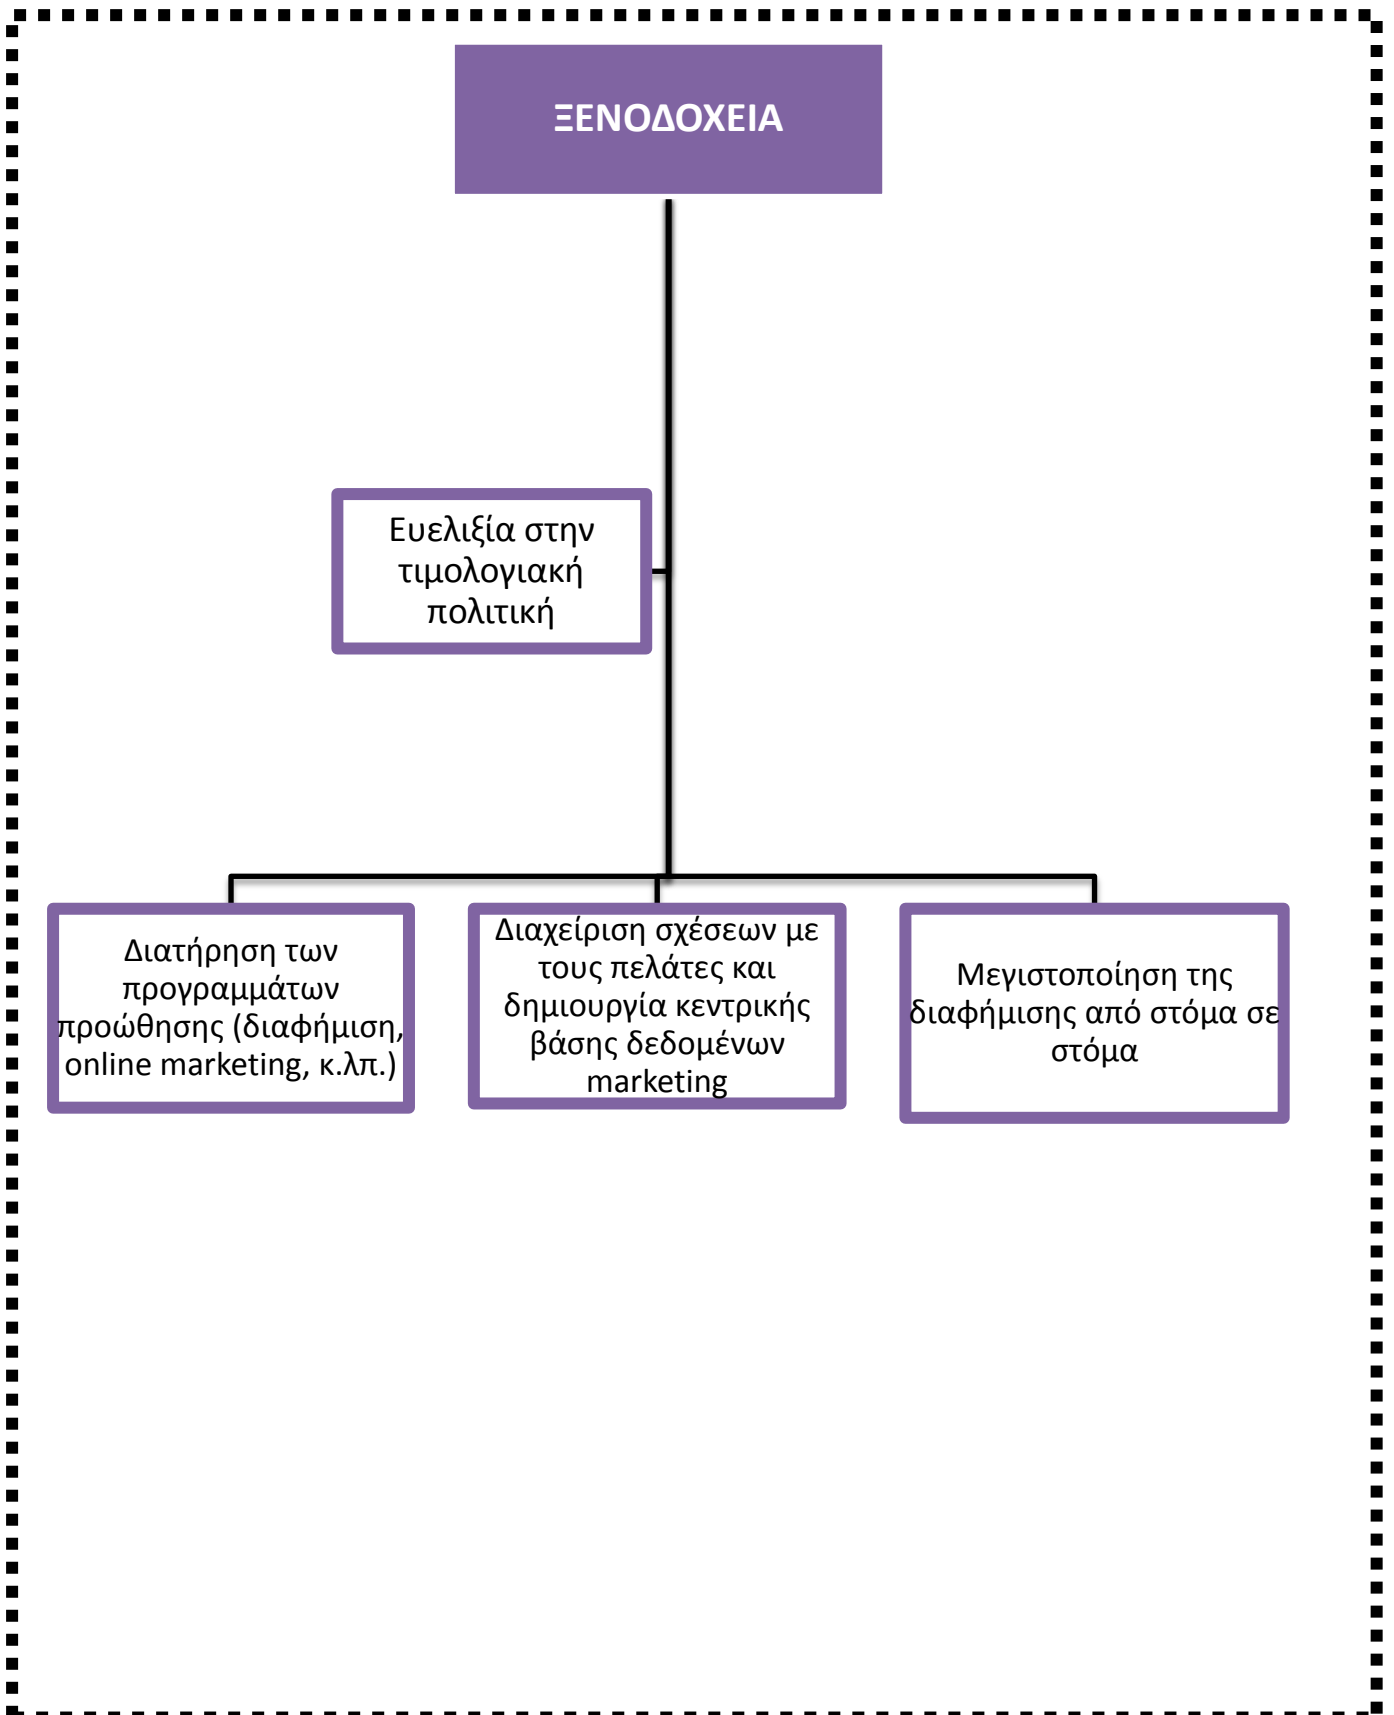 ΞΕΝΟΔΟΧΕΙΑ
Ευελιξία στην
τιμολογιακή
πολιτική
Διατήρηση των
προγραμμάτων
προώθησης (διαφήμιση,
online marketing, κ.λπ.)
Διαχείριση σχέσεων με
τους πελάτες και
δημιουργία κεντρικής
βάσης δεδομένων
marketing
Μεγιστοποίηση της
διαφήμισης από στόμα σε
στόμα